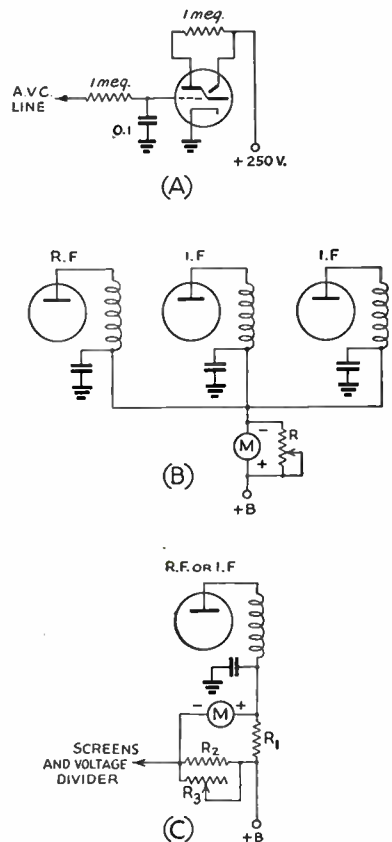 1 meg.
1 meg.
A.V.C.
LINE
0.1
+250 V.
(A)
R.F
I.F
I.F
- R
M
+
+B
(B)
R.F. OR I.F
- M +
R1
SCREENS
AND VOLTAGE
DIVIDER
R2
R3
+B
(C)